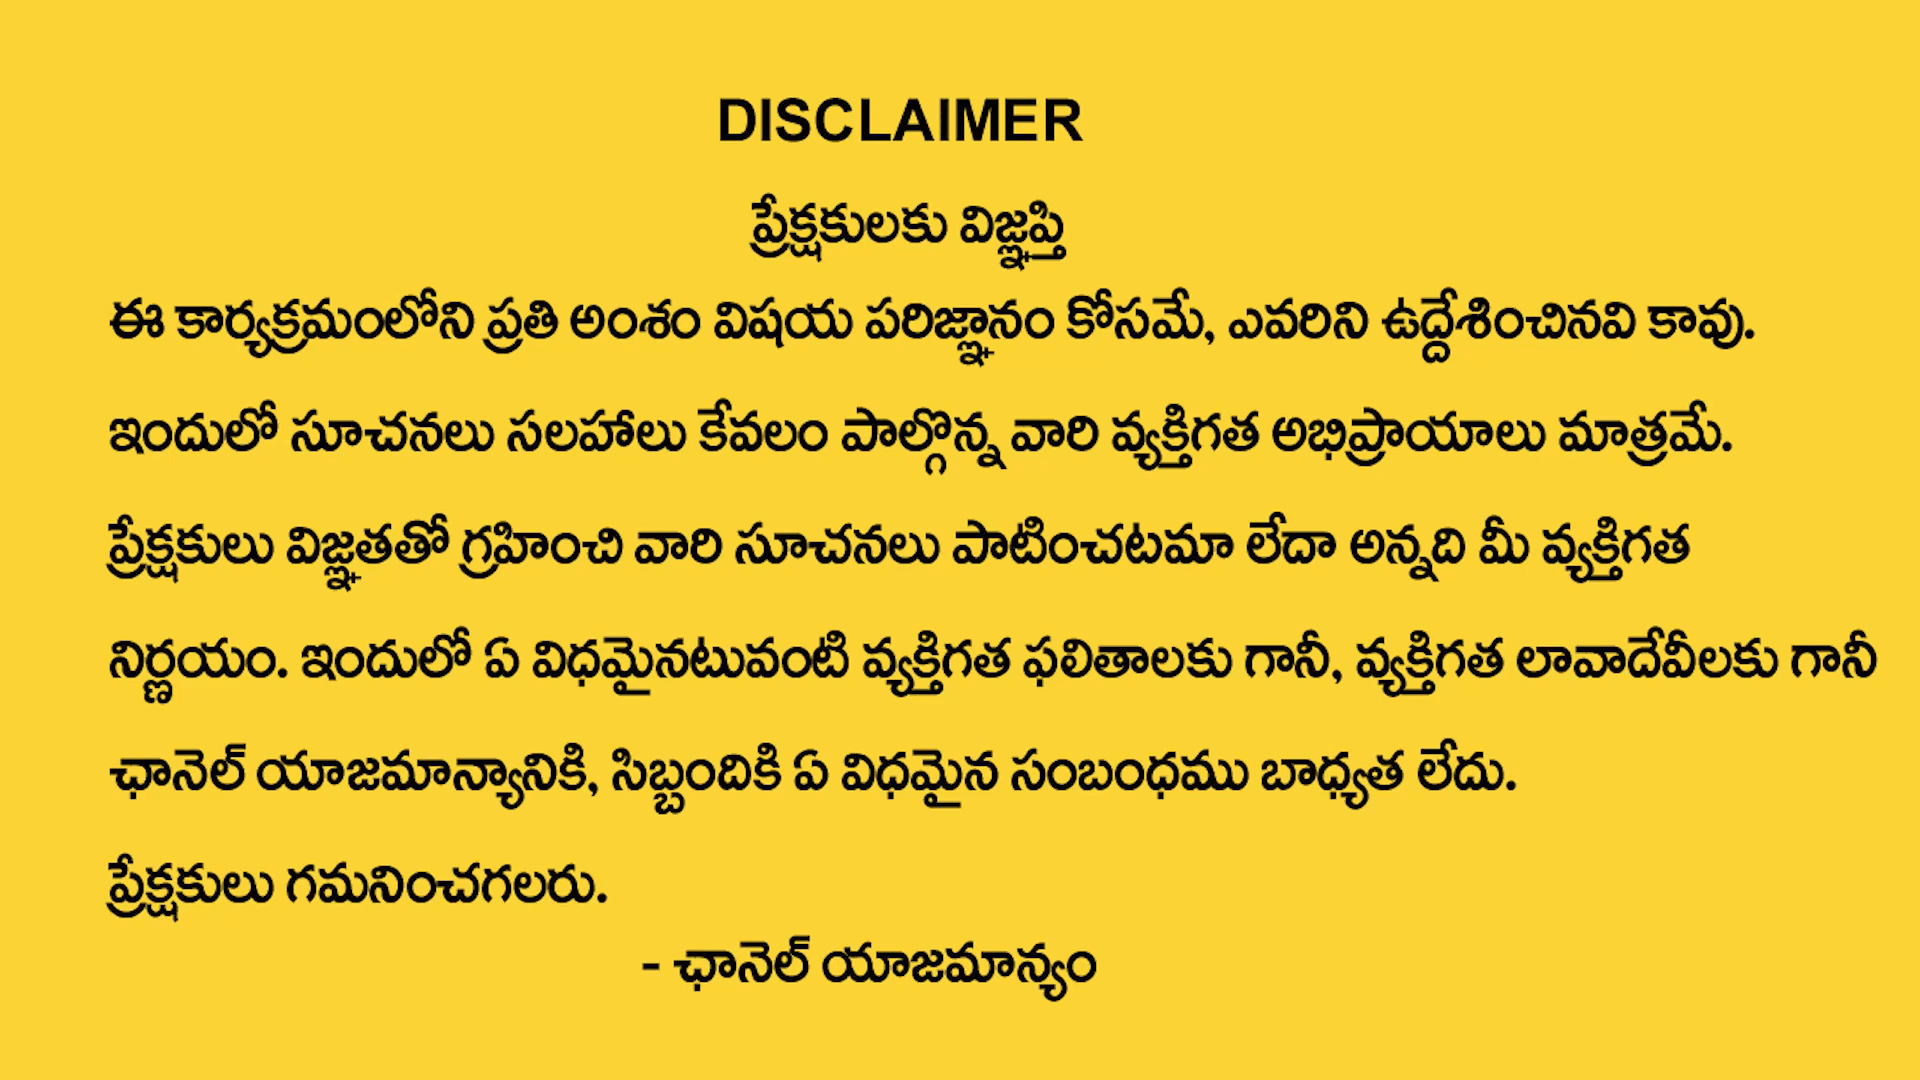 DISCLAIMER
ప్రేక్షకులకు విజ్ఞప్తి
ఈ కార్యక్రమంలోని ప్రతి అంశం విషయ పరిజ్ఞానం కోసమే, ఎవరిని ఉద్దేశించినవి కావు.
ఇందులో సూచనలు సలహాలు కేవలం పాల్గొన్న వారి వ్యక్తిగత అభిప్రాయాలు మాత్రమే.
ప్రేక్షకులు విజ్ఞతతో గ్రహించి వారి సూచనలు పాటించటమా లేదా అన్నది మీ వ్యక్తిగత
నిర్ణయం. ఇందులో ఏ విధమైనటువంటి వ్యక్తిగత ఫలితాలకు గానీ, వ్యక్తిగత లావాదేవీలకు గానీ
ఛానెల్ యాజమాన్యానికి, సిబ్బందికి ఏ విధమైన సంబంధము బాధ్యత లేదు.
ప్రేక్షకులు గమనించగలరు.
- ఛానెల్ యాజమాన్యం